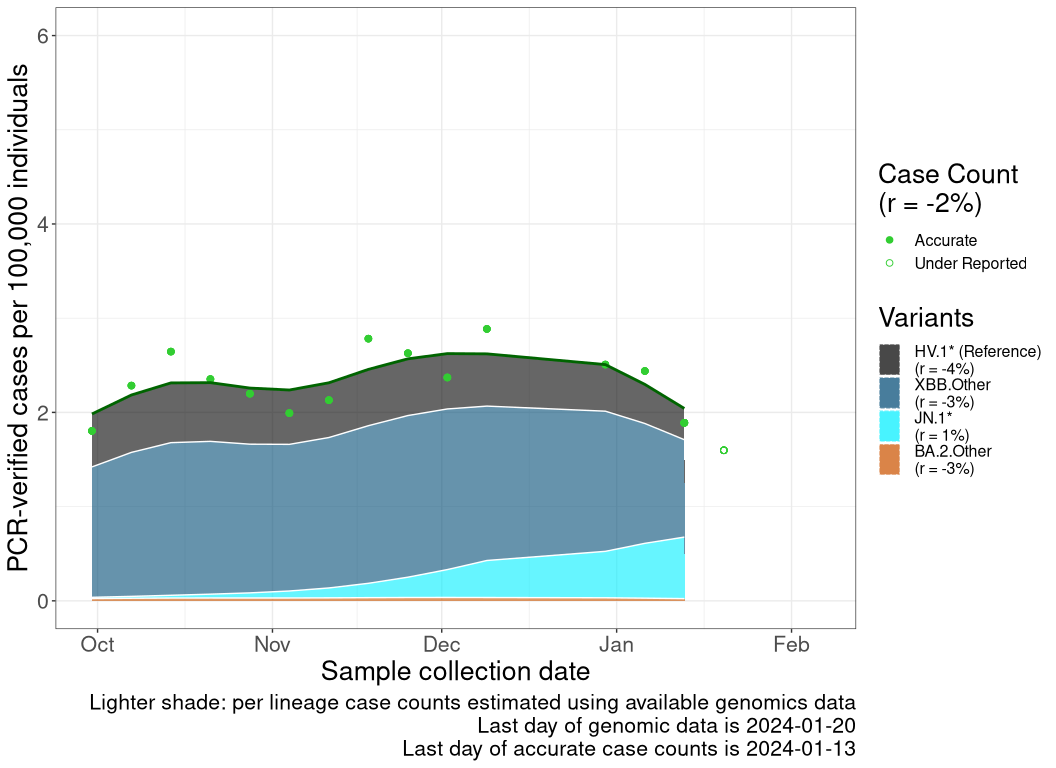 6
4
2
0
PCR-verified cases per 100,000 individuals
Oct Nov Dec Jan Feb
Sample collection date
Lighter shade: per lineage case counts estimated using available genomics data
Last day of genomic data is 2024-01-20
Last day of accurate case counts is 2024-01-13
Case Count
(r = -2%)
Accurate
Under Reported
Variants
HV.1* (Reference)
(r = -4%)
XBB.Other
(r = -3%)
JN.1*
(r = 1%)
BA.2.Other
(r = -3%)